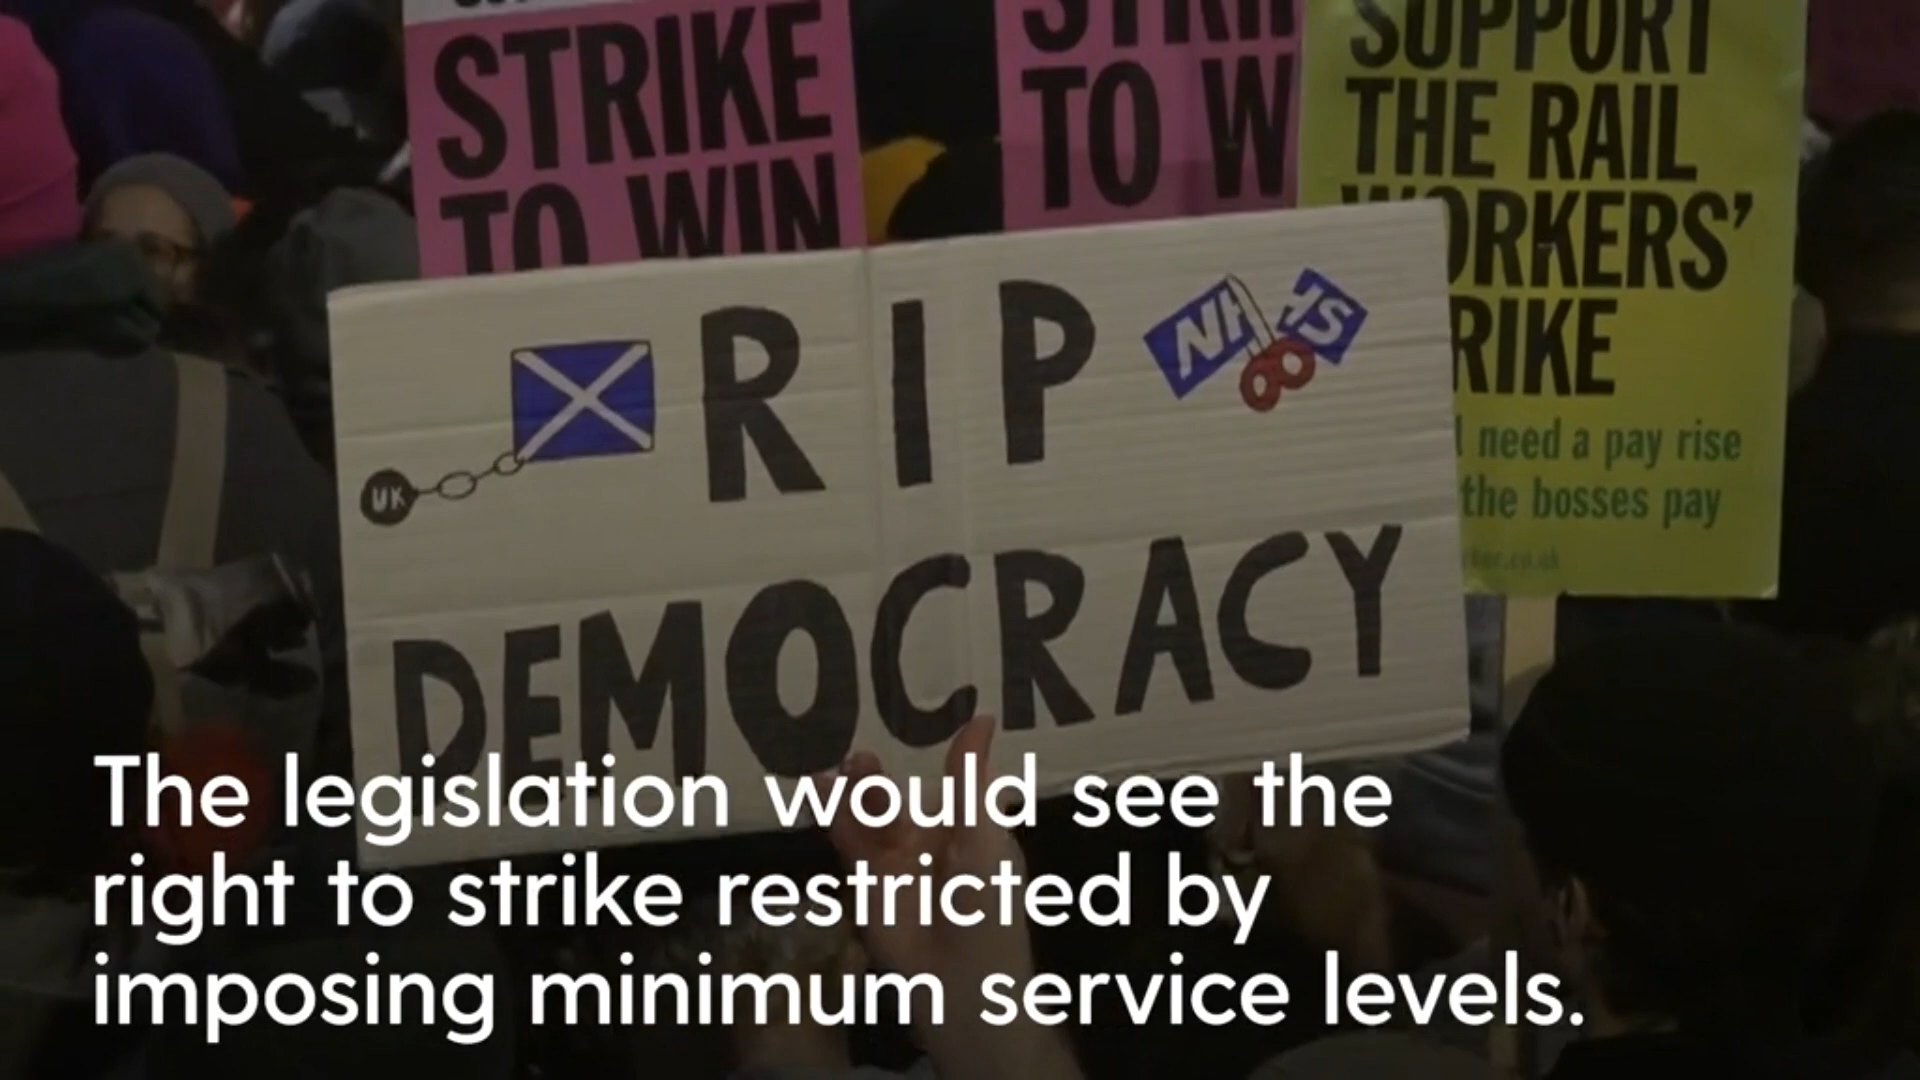 STRIKE
TO WIN
TO W
SUPPORT
THE RAIL
WORKERS'
RIKE
need a pay rise
the bosses pay
RIP
NHS
UK
DEMOCRACY
The legislation would see the
right to strike restricted by
imposing minimum service levels.